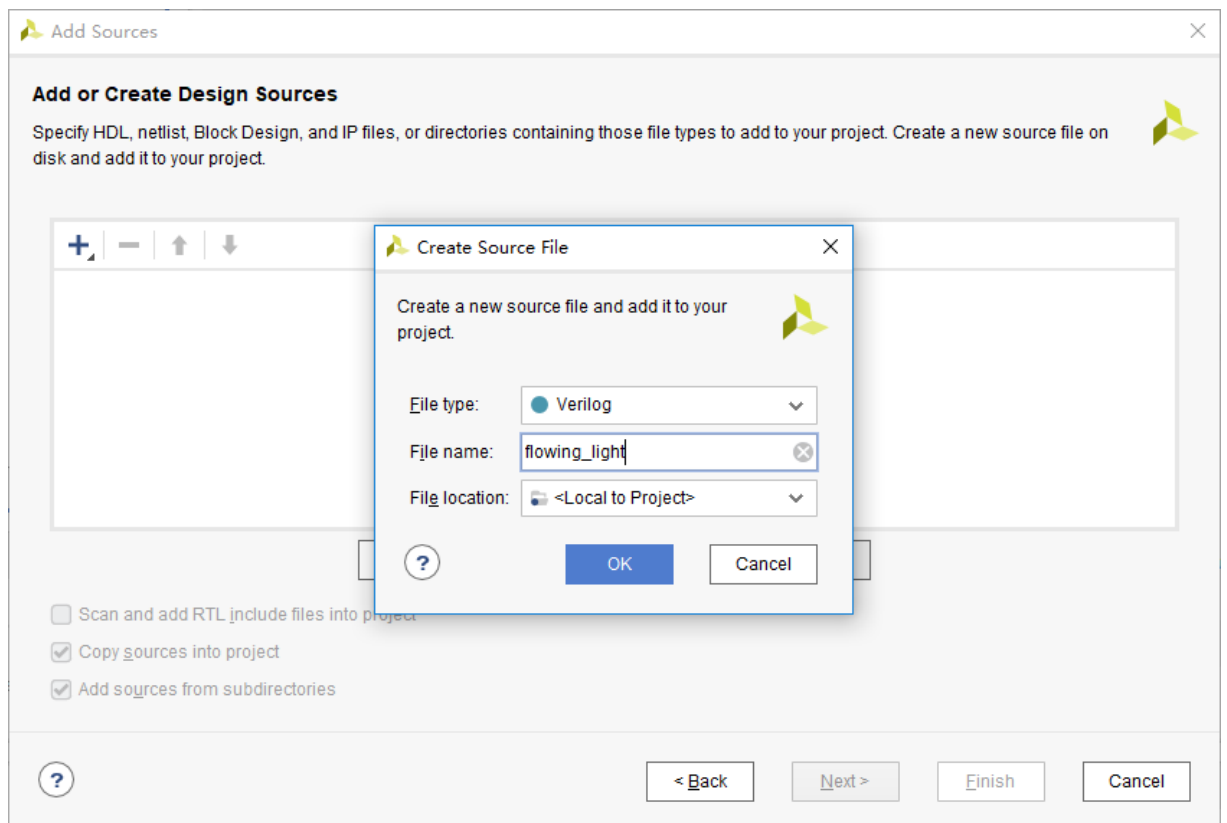 Add Sources
Add or Create Design Sources
Specify HDL, netlist, Block Design, and IP files, or directories containing those file types to add to your project. Create a new source file on
disk and add it to your project.
Create Source File
Create a new source file and add it to your
project.
File type: Verilog
File name: flowing_light
File location: <Local to Project>
? OK Cancel
Scan and add RTL include files into project
Copy sources into project
Add sources from subdirectories
? < Back Next > Finish Cancel